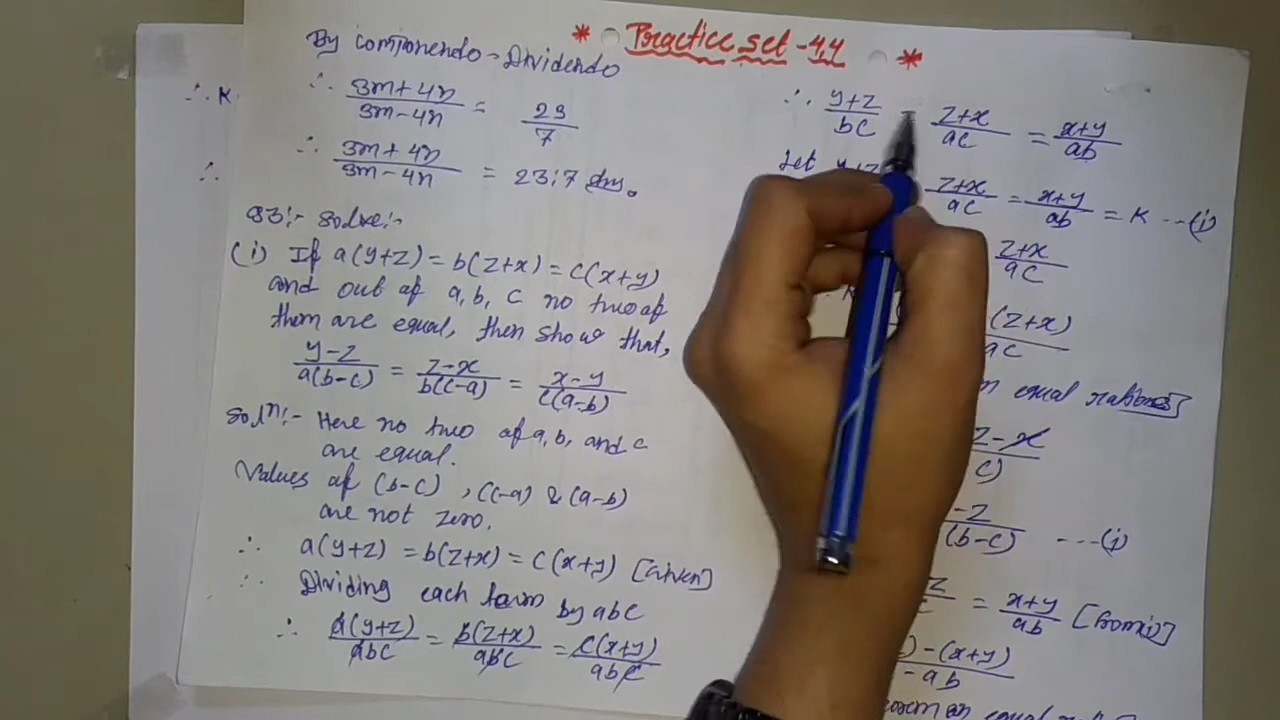 * Practice set - 4.4 *
By Componendo - Dividendo
∴ K
∴ 3m+4n / 3m-4n = 23 / 7
∴ 3m+4n / 3m-4n = 23:7
∴
Q3:- Solve:-
(i) If a(y+z) = b(z+x) = c(x+y)
and out of a, b, c no two of
them are equal, then show that,
y-z / a(b-c) = z-x / b(c-a) = x-y / c(a-b)
Solⁿ:- Here no two of a, b, and c
are equal.
Values of (b-c), (c-a) & (a-b)
are not zero.
∴ a(y+z) = b(z+x) = c(x+y) [Given]
∴ Dividing each term by abc
∴ a(y+z) / abc = b(z+x) / abc = c(x+y) / abc
∴ y+z / bc = z+x / ac = x+y / ab
Let y+z z+x / ac = x+y / ab = K --(i)
z+x / ac
(z+x) / ac
on equal
z-x / c)
-z / (b-c) ---(i)
z / c = x+y / ab [from(i)]
) - (x+y) / -ab
on equal